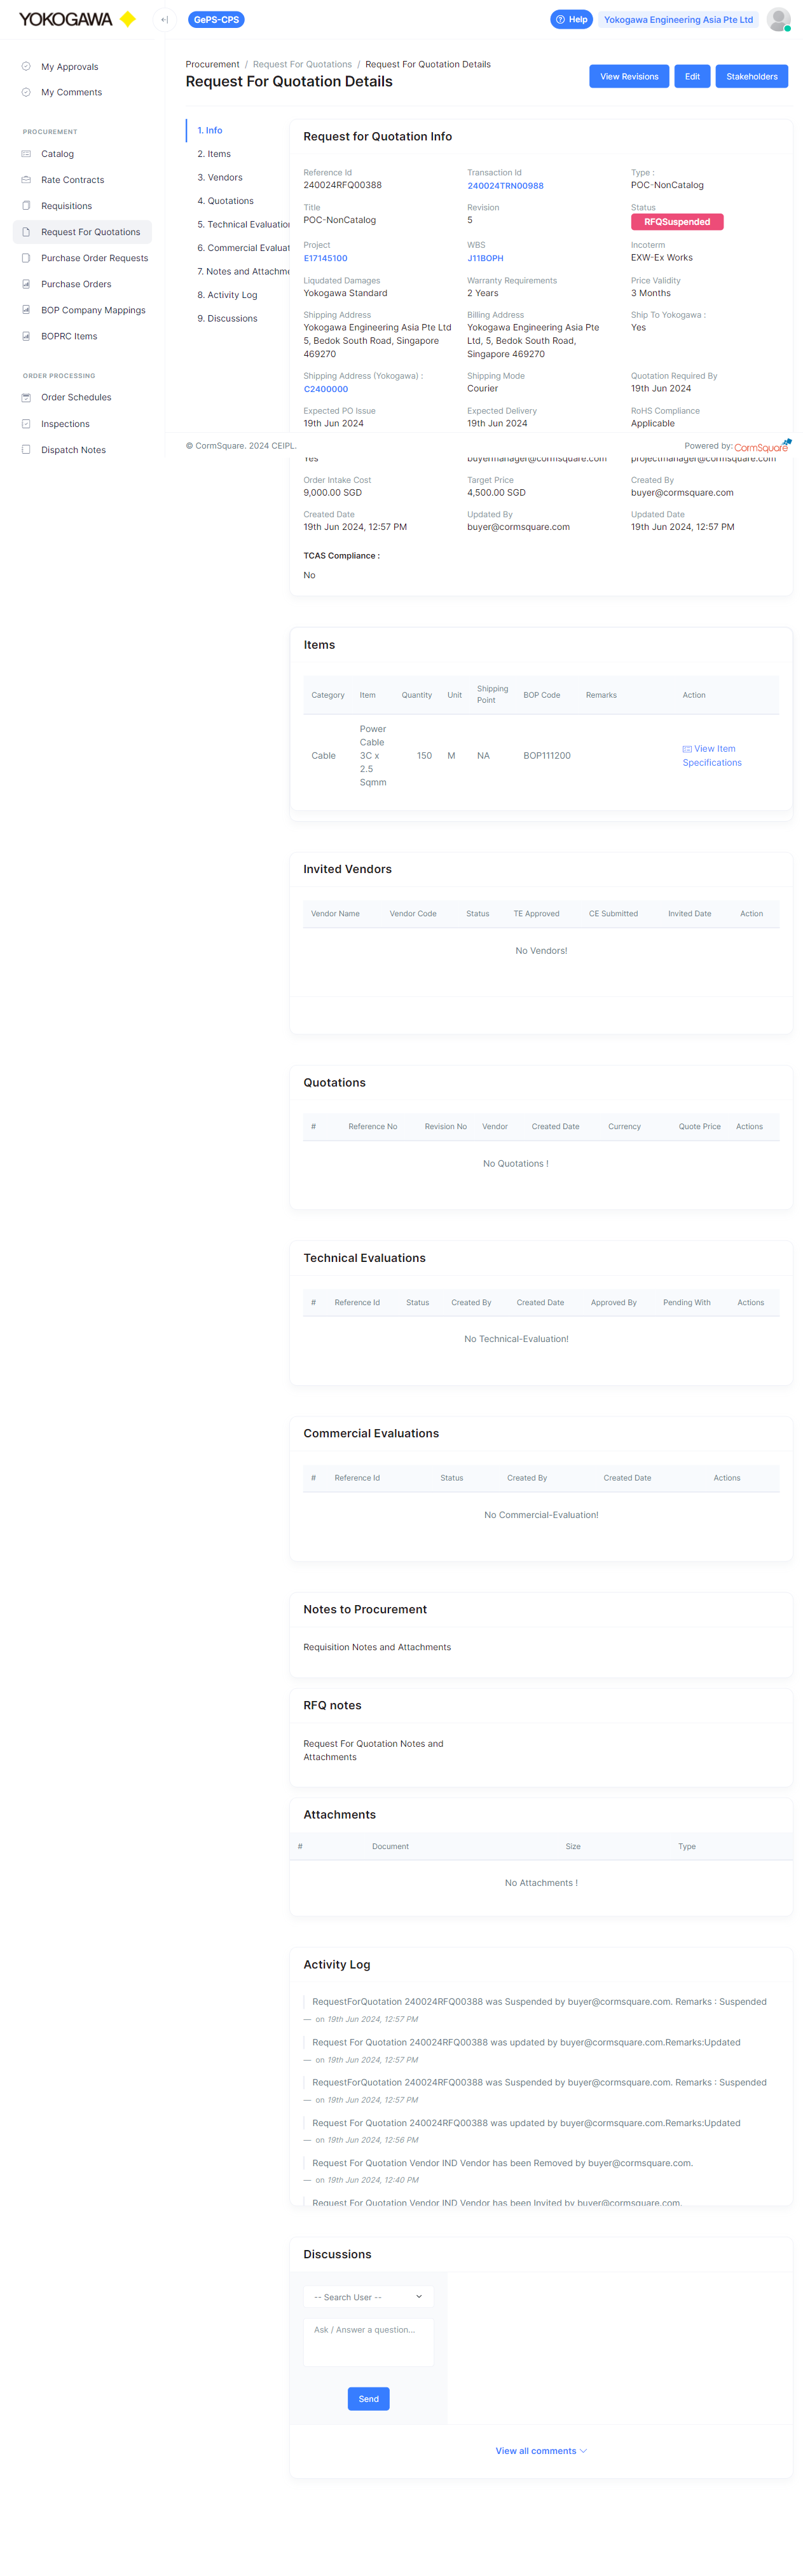 YOKOGAWA
GePS-CPS
Help
Yokogawa Engineering Asia Pte Ltd
My Approvals
My Comments
PROCUREMENT
Catalog
Rate Contracts
Requisitions
Request For Quotations
Purchase Order Requests
Purchase Orders
BOP Company Mappings
BOPRC Items
ORDER PROCESSING
Order Schedules
Inspections
Dispatch Notes
Procurement / Request For Quotations / Request For Quotation Details
Request For Quotation Details
View Revisions
Edit
Stakeholders
1. Info
2. Items
3. Vendors
4. Quotations
5. Technical Evaluation
6. Commercial Evaluat
7. Notes and Attachme
8. Activity Log
9. Discussions
Request for Quotation Info
Reference Id
240024RFQ00388
Transaction Id
240024TRN00988
Type :
POC-NonCatalog
Title
POC-NonCatalog
Revision
5
Status
RFQSuspended
Project
E17145100
WBS
J11BOPH
Incoterm
EXW-Ex Works
Liqudated Damages
Yokogawa Standard
Warranty Requirements
2 Years
Price Validity
3 Months
Shipping Address
Yokogawa Engineering Asia Pte Ltd
5, Bedok South Road, Singapore
469270
Billing Address
Yokogawa Engineering Asia Pte
Ltd, 5, Bedok South Road,
Singapore 469270
Ship To Yokogawa :
Yes
Shipping Address (Yokogawa) :
C2400000
Shipping Mode
Courier
Quotation Required By
19th Jun 2024
Expected PO Issue
19th Jun 2024
Expected Delivery
19th Jun 2024
RoHS Compliance
Applicable
© CormSquare. 2024 CEIPL.
Powered by: CormSquare
Yes
buyermanager@cormsquare.com
projectmanager@cormsquare.com
Order Intake Cost
9,000.00 SGD
Target Price
4,500.00 SGD
Created By
buyer@cormsquare.com
Created Date
19th Jun 2024, 12:57 PM
Updated By
buyer@cormsquare.com
Updated Date
19th Jun 2024, 12:57 PM
TCAS Compliance :
No
Items
Category Item Quantity Unit Shipping Point BOP Code Remarks Action
Cable Power Cable 3C x 2.5 Sqmm 150 M NA BOP111200 View Item Specifications
Invited Vendors
Vendor Name Vendor Code Status TE Approved CE Submitted Invited Date Action
No Vendors!
Quotations
# Reference No Revision No Vendor Created Date Currency Quote Price Actions
No Quotations !
Technical Evaluations
# Reference Id Status Created By Created Date Approved By Pending With Actions
No Technical-Evaluation!
Commercial Evaluations
# Reference Id Status Created By Created Date Actions
No Commercial-Evaluation!
Notes to Procurement
Requisition Notes and Attachments
RFQ notes
Request For Quotation Notes and
Attachments
Attachments
# Document Size Type
No Attachments !
Activity Log
RequestForQuotation 240024RFQ00388 was Suspended by buyer@cormsquare.com. Remarks : Suspended
— on 19th Jun 2024, 12:57 PM
Request For Quotation 240024RFQ00388 was updated by buyer@cormsquare.com.Remarks:Updated
— on 19th Jun 2024, 12:57 PM
RequestForQuotation 240024RFQ00388 was Suspended by buyer@cormsquare.com. Remarks : Suspended
— on 19th Jun 2024, 12:57 PM
Request For Quotation 240024RFQ00388 was updated by buyer@cormsquare.com.Remarks:Updated
— on 19th Jun 2024, 12:56 PM
Request For Quotation Vendor IND Vendor has been Removed by buyer@cormsquare.com.
— on 19th Jun 2024, 12:40 PM
Request For Quotation Vendor IND Vendor has been Invited by buyer@cormsquare.com.
Discussions
-- Search User --
Ask / Answer a question...
Send
View all comments